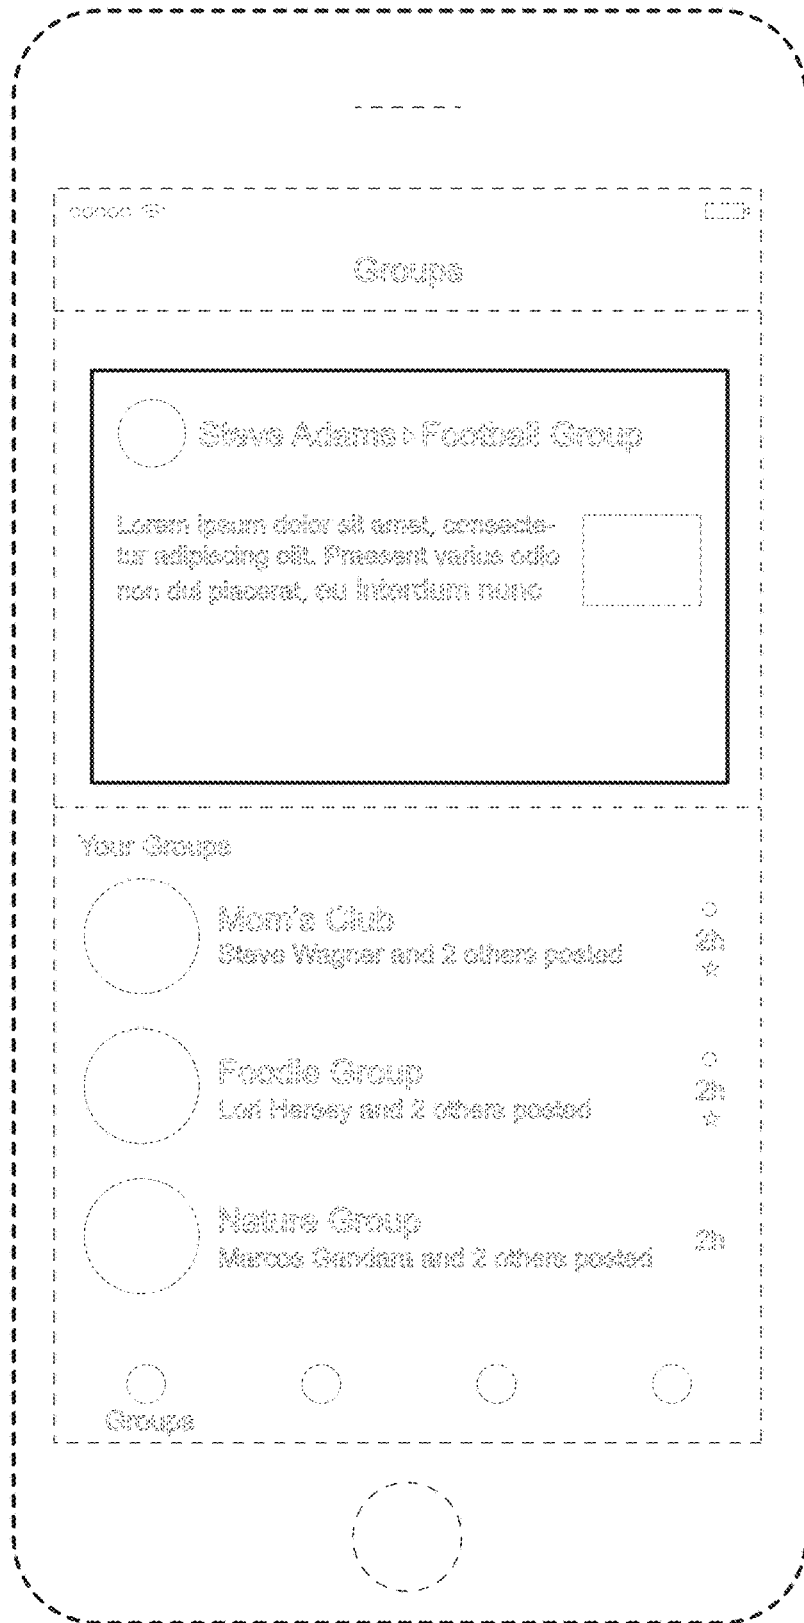 Groups
Steve Adams ▸ Football Group
Lorem ipsum dolor sit amet, consecte-
tur adipiscing elit. Praesent varius odio
non dui placerat, eu interdum nunc
Your Groups
Mom's Club
Steve Wagner and 2 others posted
2h
Foodie Group
Lori Hersey and 2 others posted
2h
Nature Group
Marcos Gandara and 2 others posted
2h
Groups